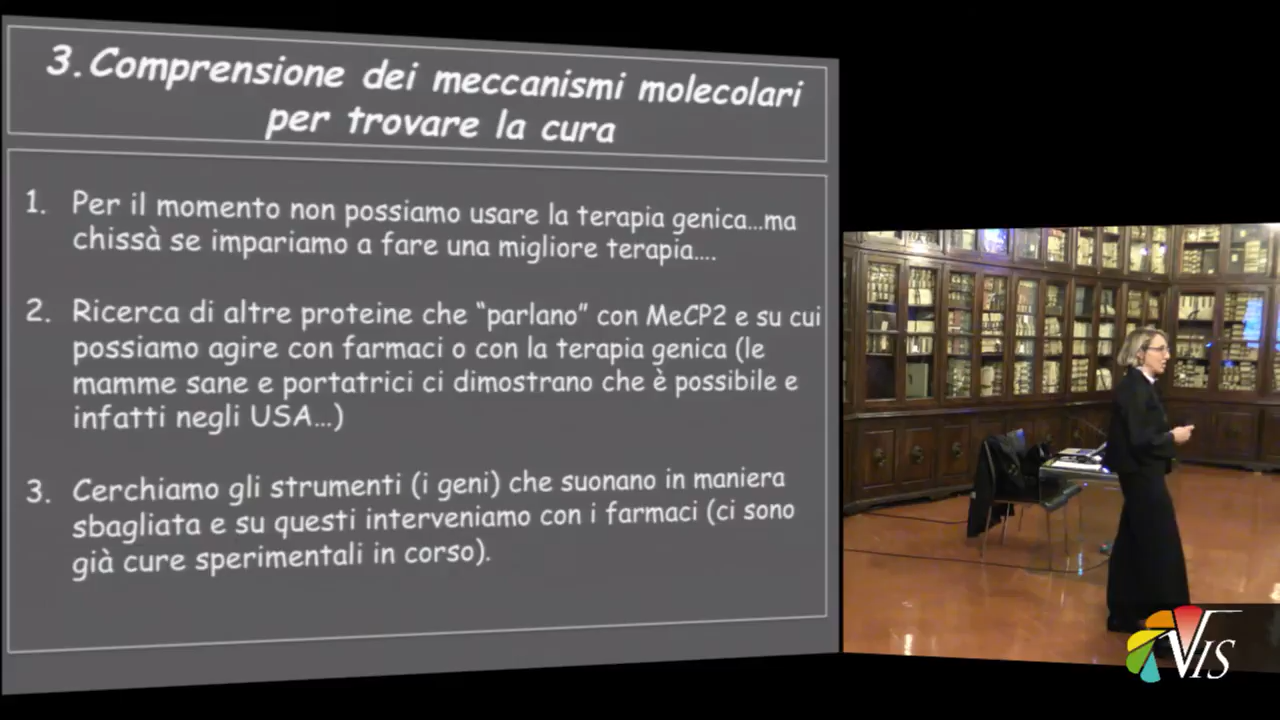 3.Comprensione dei meccanismi molecolari
per trovare la cura
1. Per il momento non possiamo usare la terapia genica...ma
chissà se impariamo a fare una migliore terapia....
2. Ricerca di altre proteine che “parlano” con MeCP2 e su cui
possiamo agire con farmaci o con la terapia genica (le
mamme sane e portatrici ci dimostrano che è possibile e
infatti negli USA...)
3. Cerchiamo gli strumenti (i geni) che suonano in maniera
sbagliata e su questi interveniamo con i farmaci (ci sono
già cure sperimentali in corso).
VIS